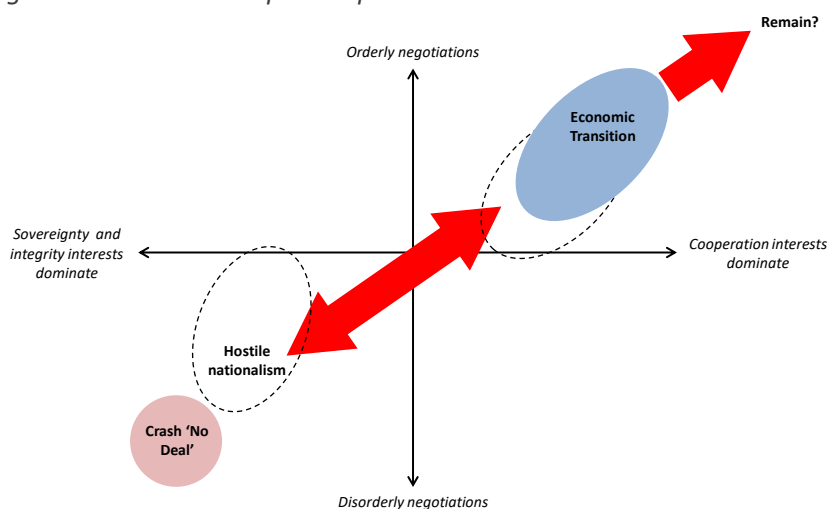 Remain?
Orderly negotiations
Economic
Transition
Sovereignty and
integrity interests
dominate
Cooperation interests
dominate
Hostile
nationalism
Crash 'No
Deal'
Disorderly negotiations